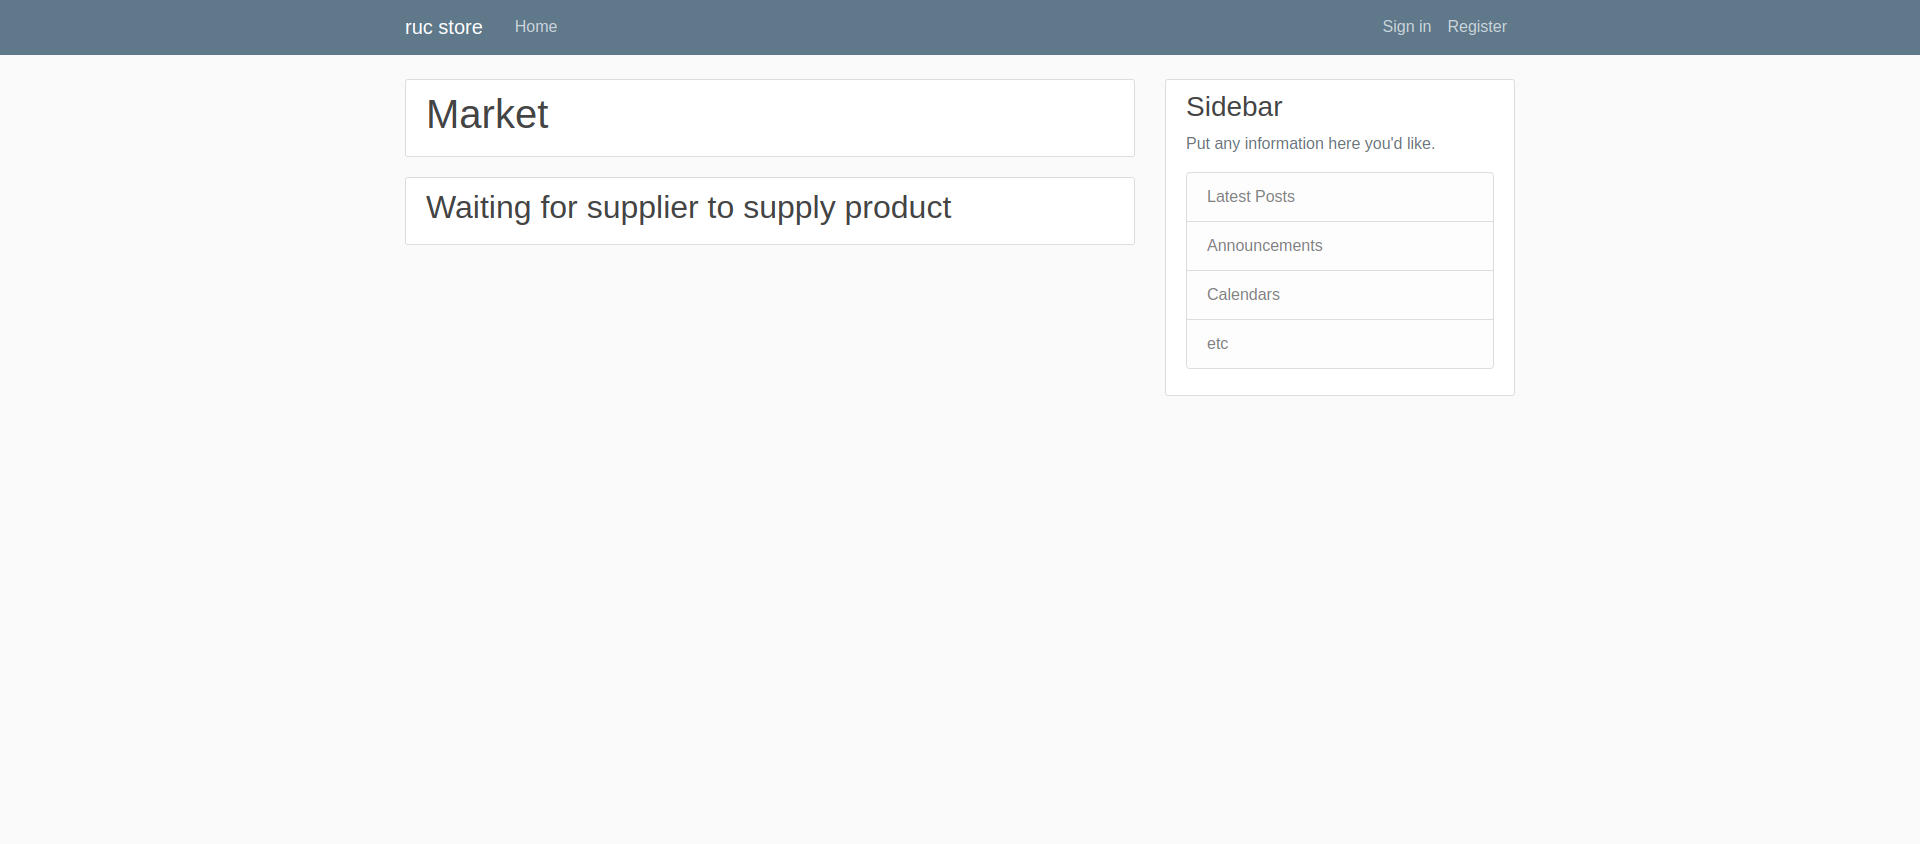 ruc store Home Sign in Register
Market
Waiting for supplier to supply product
Sidebar
Put any information here you'd like.
Latest Posts
Announcements
Calendars
etc